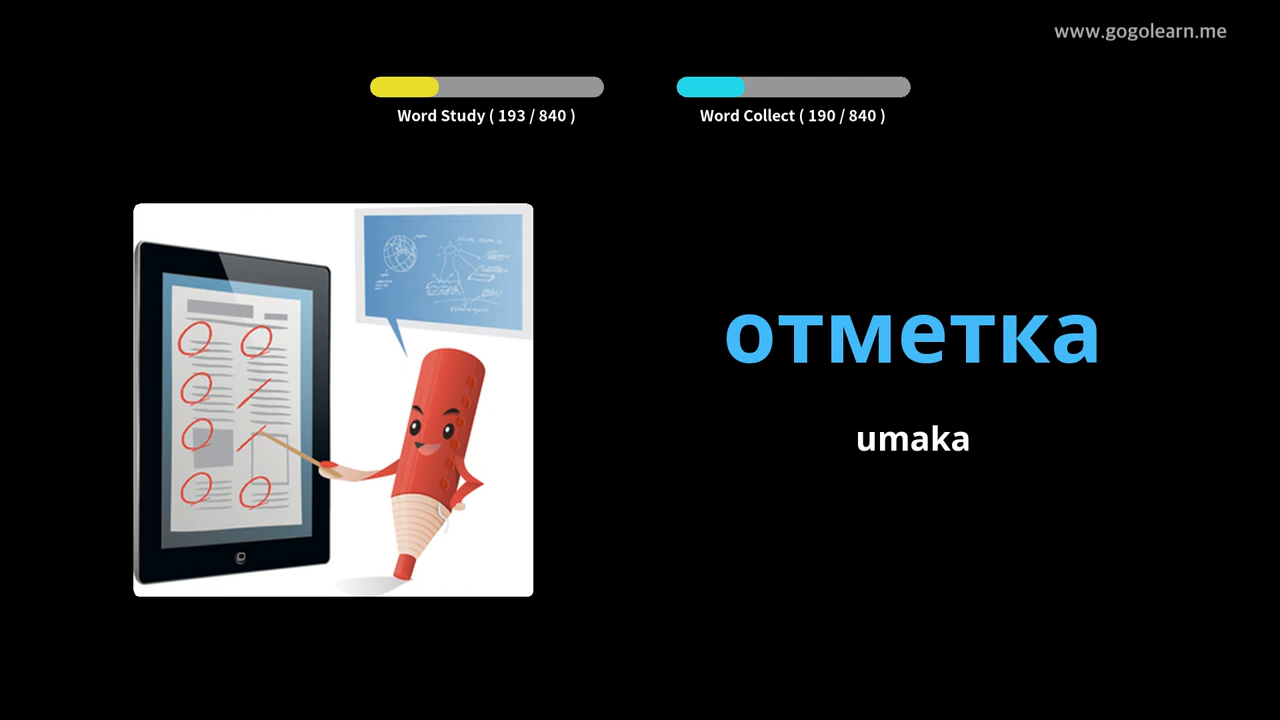 www.gogolearn.me
Word Study ( 193 / 840 )
Word Collect ( 190 / 840 )
отметка
umaka